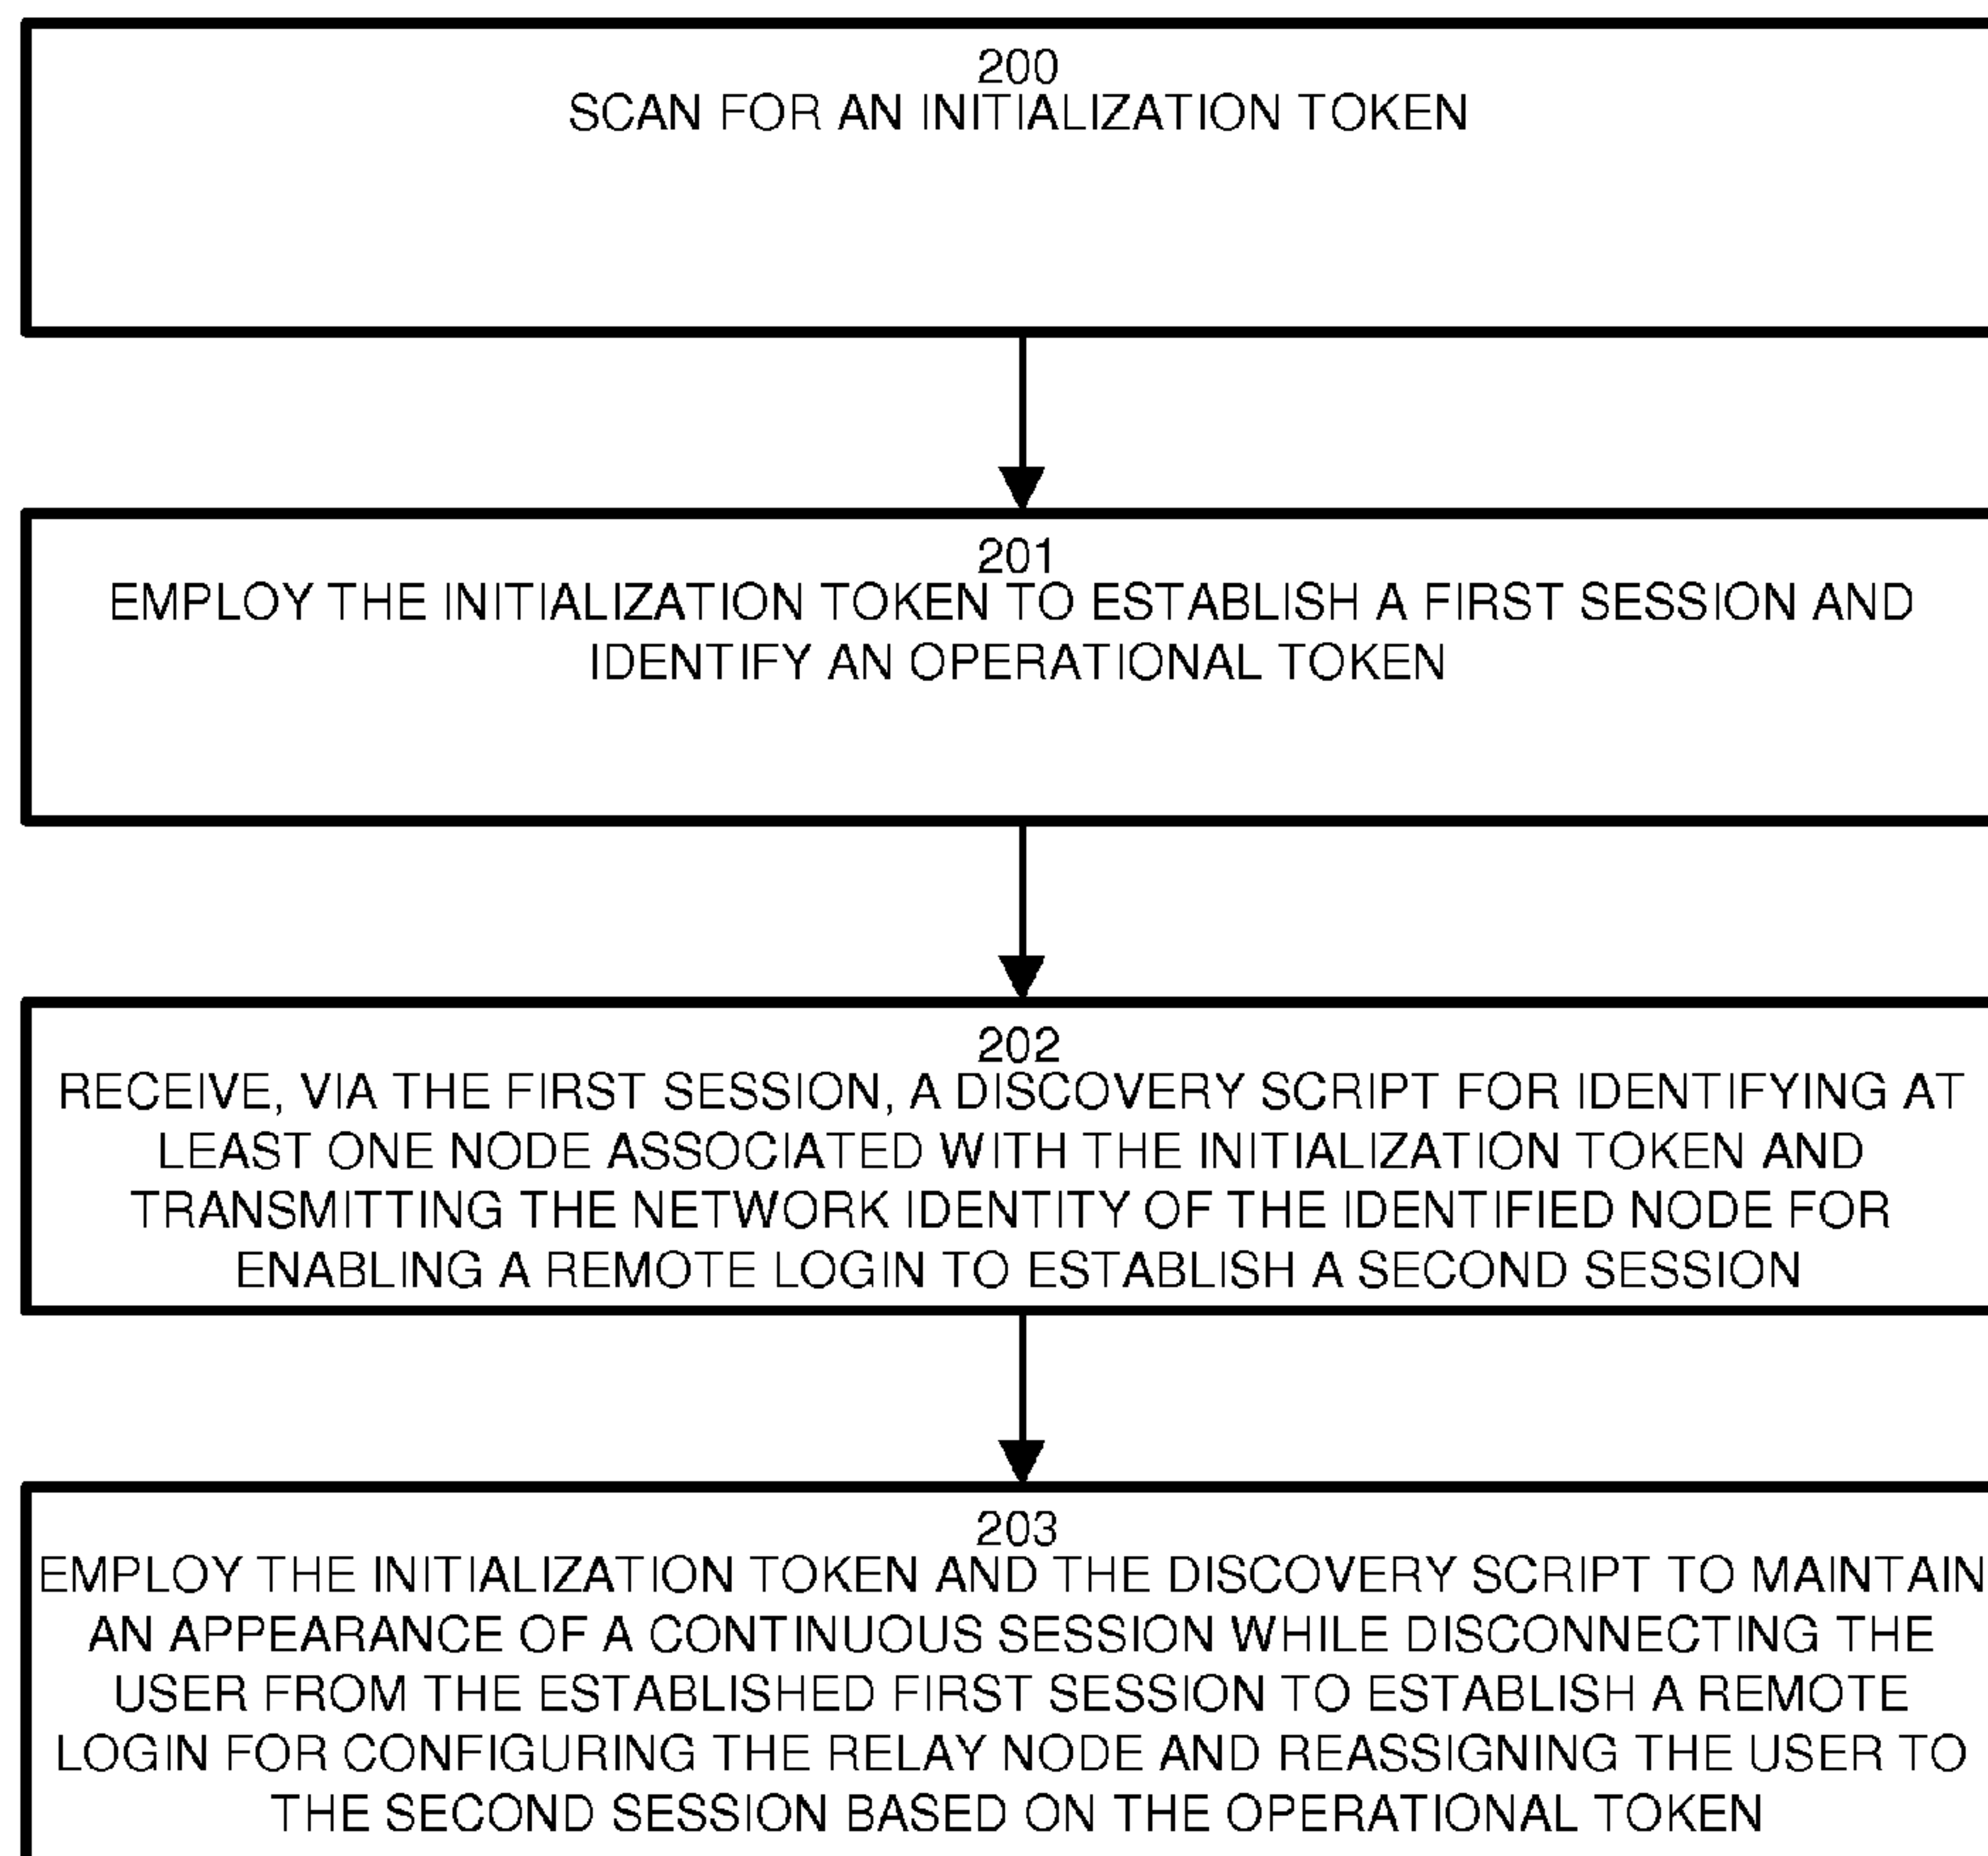 200
SCAN FOR AN INITIALIZATION TOKEN
201
EMPLOY THE INITIALIZATION TOKEN TO ESTABLISH A FIRST SESSION AND
IDENTIFY AN OPERATIONAL TOKEN
202
RECEIVE, VIA THE FIRST SESSION, A DISCOVERY SCRIPT FOR IDENTIFYING AT
LEAST ONE NODE ASSOCIATED WITH THE INITIALIZATION TOKEN AND
TRANSMITTING THE NETWORK IDENTITY OF THE IDENTIFIED NODE FOR
ENABLING A REMOTE LOGIN TO ESTABLISH A SECOND SESSION
203
EMPLOY THE INITIALIZATION TOKEN AND THE DISCOVERY SCRIPT TO MAINTAIN
AN APPEARANCE OF A CONTINUOUS SESSION WHILE DISCONNECTING THE
USER FROM THE ESTABLISHED FIRST SESSION TO ESTABLISH A REMOTE
LOGIN FOR CONFIGURING THE RELAY NODE AND REASSIGNING THE USER TO
THE SECOND SESSION BASED ON THE OPERATIONAL TOKEN